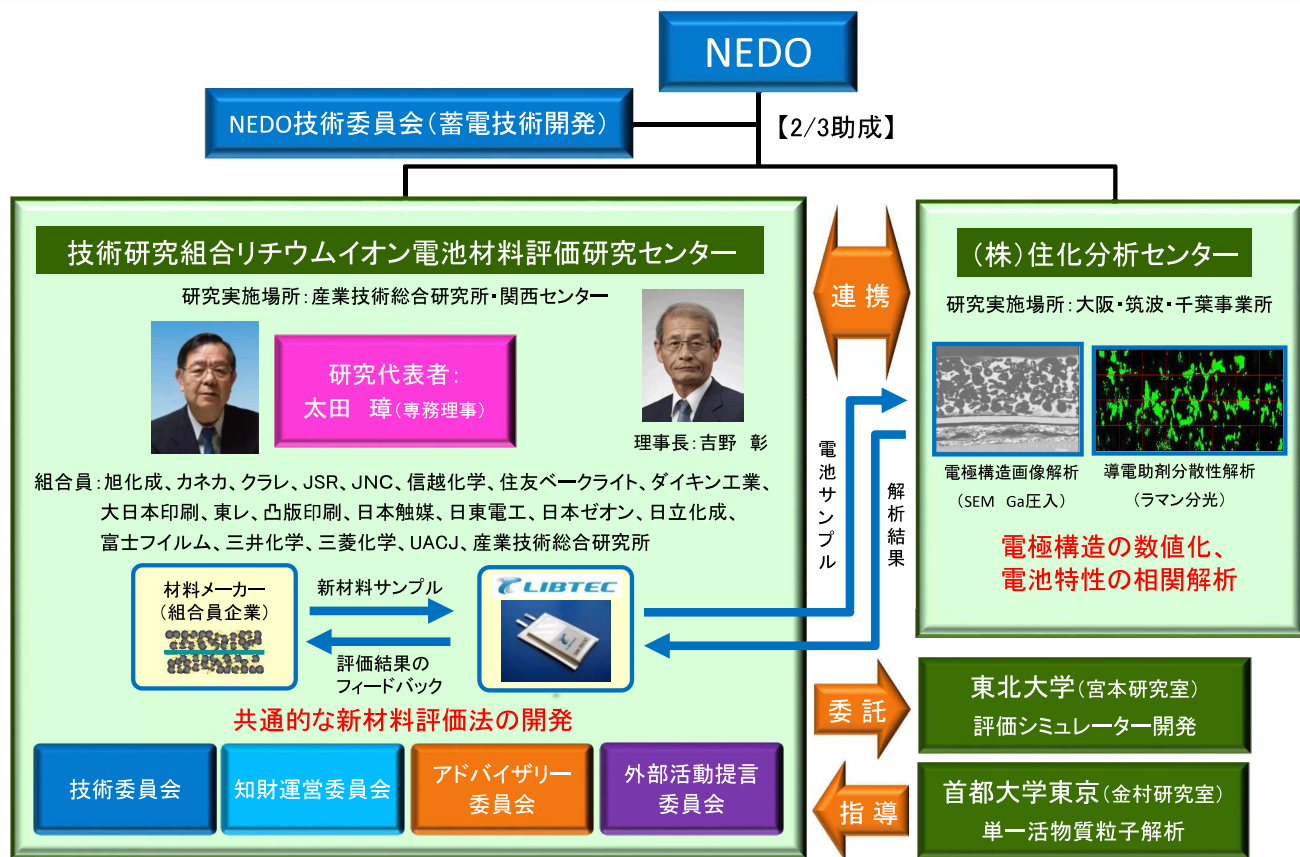 NEDO
NEDO技術委員会(蓄電技術開発)
【2/3助成】
技術研究組合リチウムイオン電池材料評価研究センター
研究実施場所:産業技術総合研究所・関西センター
研究代表者:
太田 璋(専務理事)
理事長:吉野 彰
組合員:旭化成、カネカ、クラレ、JSR、JNC、信越化学、住友ベークライト、ダイキン工業、
大日本印刷、東レ、凸版印刷、日本触媒、日東電工、日本ゼオン、日立化成、
富士フイルム、三井化学、三菱化学、UACJ、産業技術総合研究所
材料メーカー
(組合員企業)
新材料サンプル
評価結果の
フィードバック
LIBTEC
共通的な新材料評価法の開発
技術委員会
知財運営委員会
アドバイザリー
委員会
外部活動提言
委員会
連携
電池サンプル
解析結果
委託
指導
(株)住化分析センター
研究実施場所:大阪・筑波・千葉事業所
電極構造画像解析
(SEM Ga圧入)
導電助剤分散性解析
(ラマン分光)
電極構造の数値化、
電池特性の相関解析
東北大学(宮本研究室)
評価シミュレーター開発
首都大学東京(金村研究室)
単一活物質粒子解析